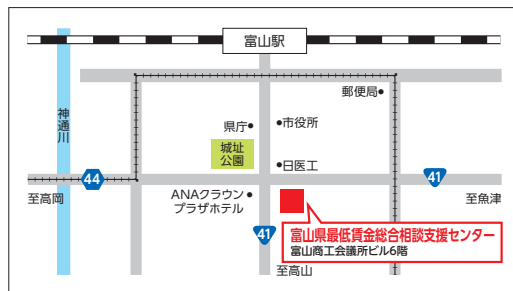 富山駅
郵便局
神通川
県庁
市役所
城址
公園
日医工
44
41
至高岡
ANAクラウン
プラザホテル
至魚津
富山県最低賃金総合相談支援センター
富山商工会議所ビル6階
41
至高山